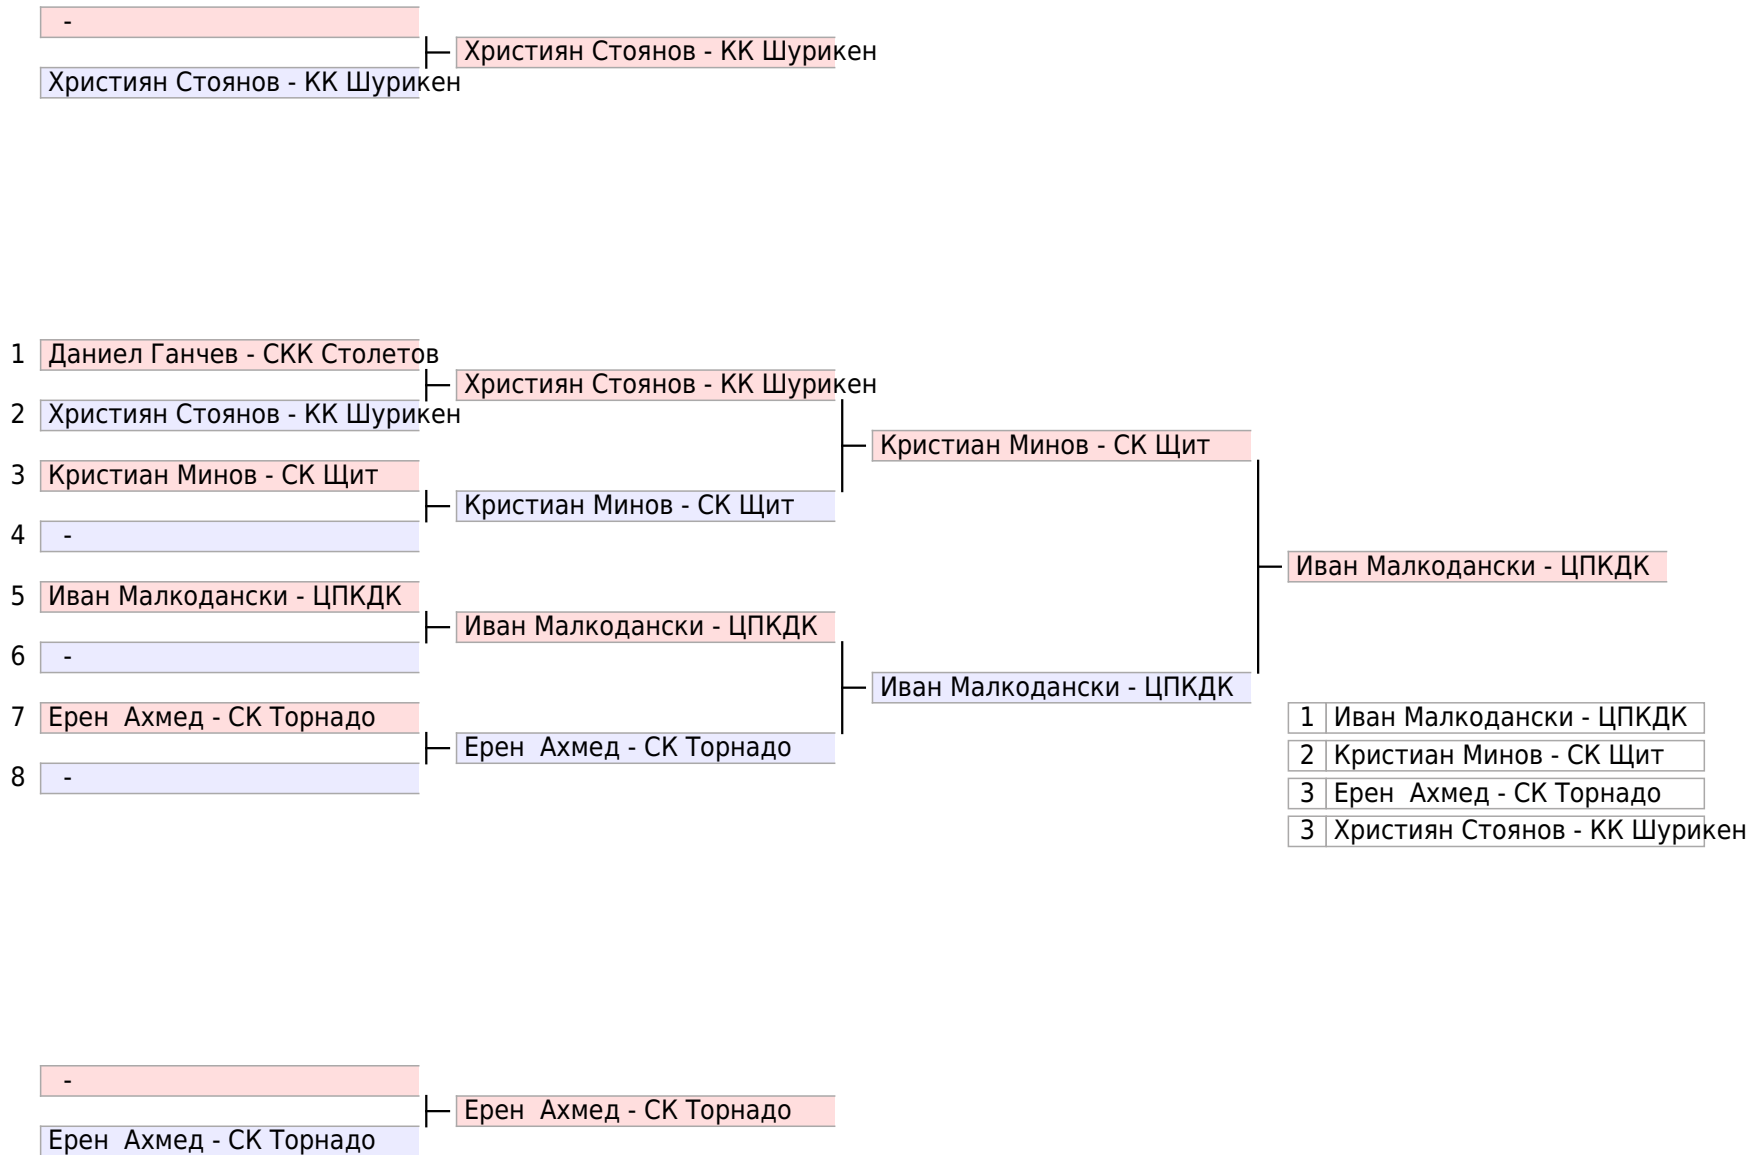 -
Християн Стоянов - КК Шурикен
Християн Стоянов - КК Шурикен
1 Даниел Ганчев - СКК Столетов
Християн Стоянов - КК Шурикен
2 Християн Стоянов - КК Шурикен
Кристиан Минов - СК Щит
3 Кристиан Минов - СК Щит
Кристиан Минов - СК Щит
4 -
Иван Малкодански - ЦПКДК
5 Иван Малкодански - ЦПКДК
Иван Малкодански - ЦПКДК
6 -
Иван Малкодански - ЦПКДК
7 Ерен  Ахмед - СК Торнадо
Ерен  Ахмед - СК Торнадо
8 -
1 Иван Малкодански - ЦПКДК
2 Кристиан Минов - СК Щит
3 Ерен  Ахмед - СК Торнадо
3 Християн Стоянов - КК Шурикен
-
Ерен  Ахмед - СК Торнадо
Ерен  Ахмед - СК Торнадо